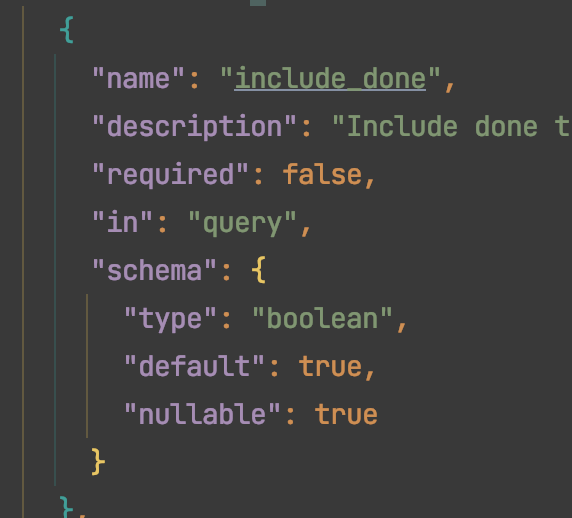 {
"name": "include_done",
"description": "Include done
"required": false,
"in": "query",
"schema": {
"type": "boolean",
"default": true,
"nullable": true
}
},